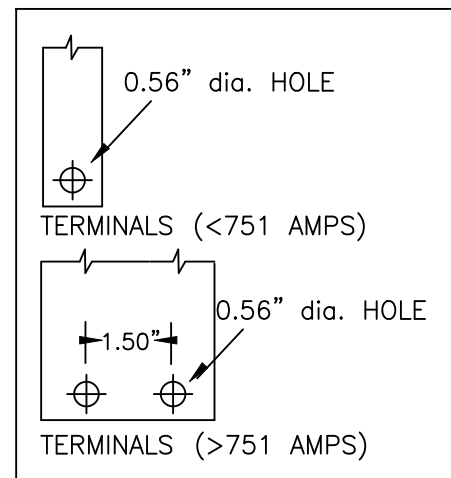 0.56” dia. HOLE
TERMINALS (<751 AMPS)
0.56” dia. HOLE
1.50”
TERMINALS (>751 AMPS)